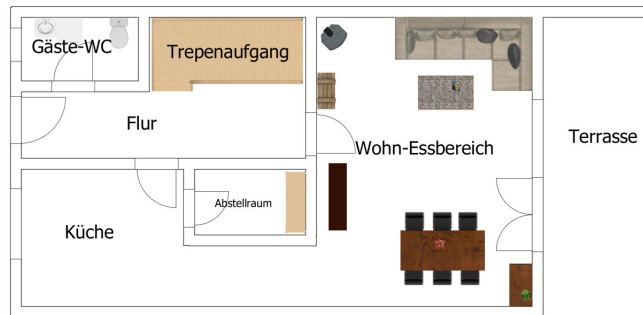 Gäste-WC
Trepenaufgang
Flur
Wohn-Essbereich
Terrasse
Abstellraum
Küche